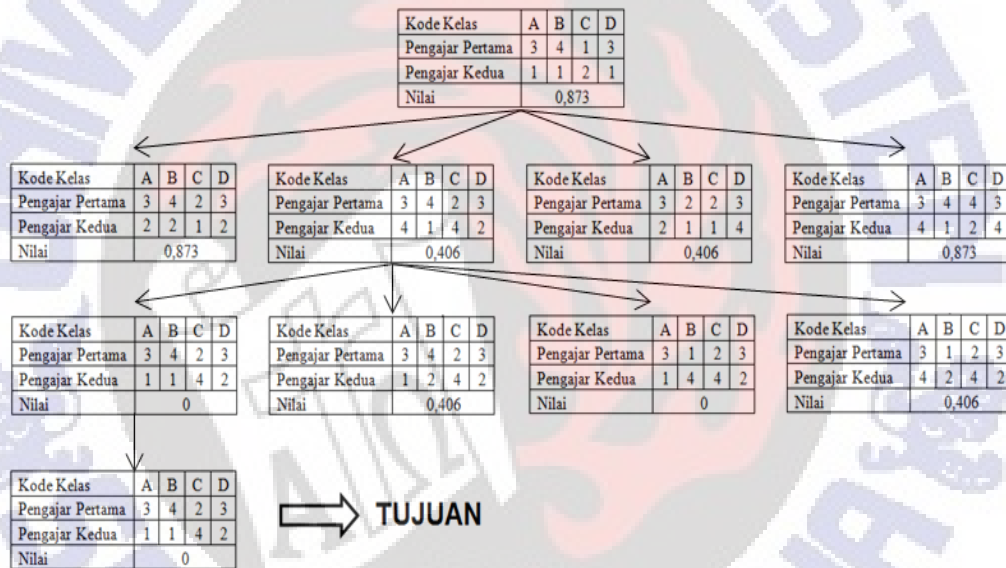 Kode Kelas A B C D
Pengajar Pertama 3 4 1 3
Pengajar Kedua 1 1 2 1
Nilai 0,873
Kode Kelas A B C D
Pengajar Pertama 3 4 2 3
Pengajar Kedua 2 2 1 2
Nilai 0,873
Kode Kelas A B C D
Pengajar Pertama 3 4 2 3
Pengajar Kedua 4 1 4 2
Nilai 0,406
Kode Kelas A B C D
Pengajar Pertama 3 2 2 3
Pengajar Kedua 2 1 1 4
Nilai 0,406
Kode Kelas A B C D
Pengajar Pertama 3 4 4 3
Pengajar Kedua 4 1 2 4
Nilai 0,873
Kode Kelas A B C D
Pengajar Pertama 3 4 2 3
Pengajar Kedua 1 1 4 2
Nilai 0
Kode Kelas A B C D
Pengajar Pertama 3 4 2 3
Pengajar Kedua 1 2 4 2
Nilai 0,406
Kode Kelas A B C D
Pengajar Pertama 3 1 2 3
Pengajar Kedua 1 4 4 2
Nilai 0
Kode Kelas A B C D
Pengajar Pertama 3 1 2 3
Pengajar Kedua 4 2 4 2
Nilai 0,406
Kode Kelas A B C D
Pengajar Pertama 3 4 2 3
Pengajar Kedua 1 1 4 2
Nilai 0
TUJUAN